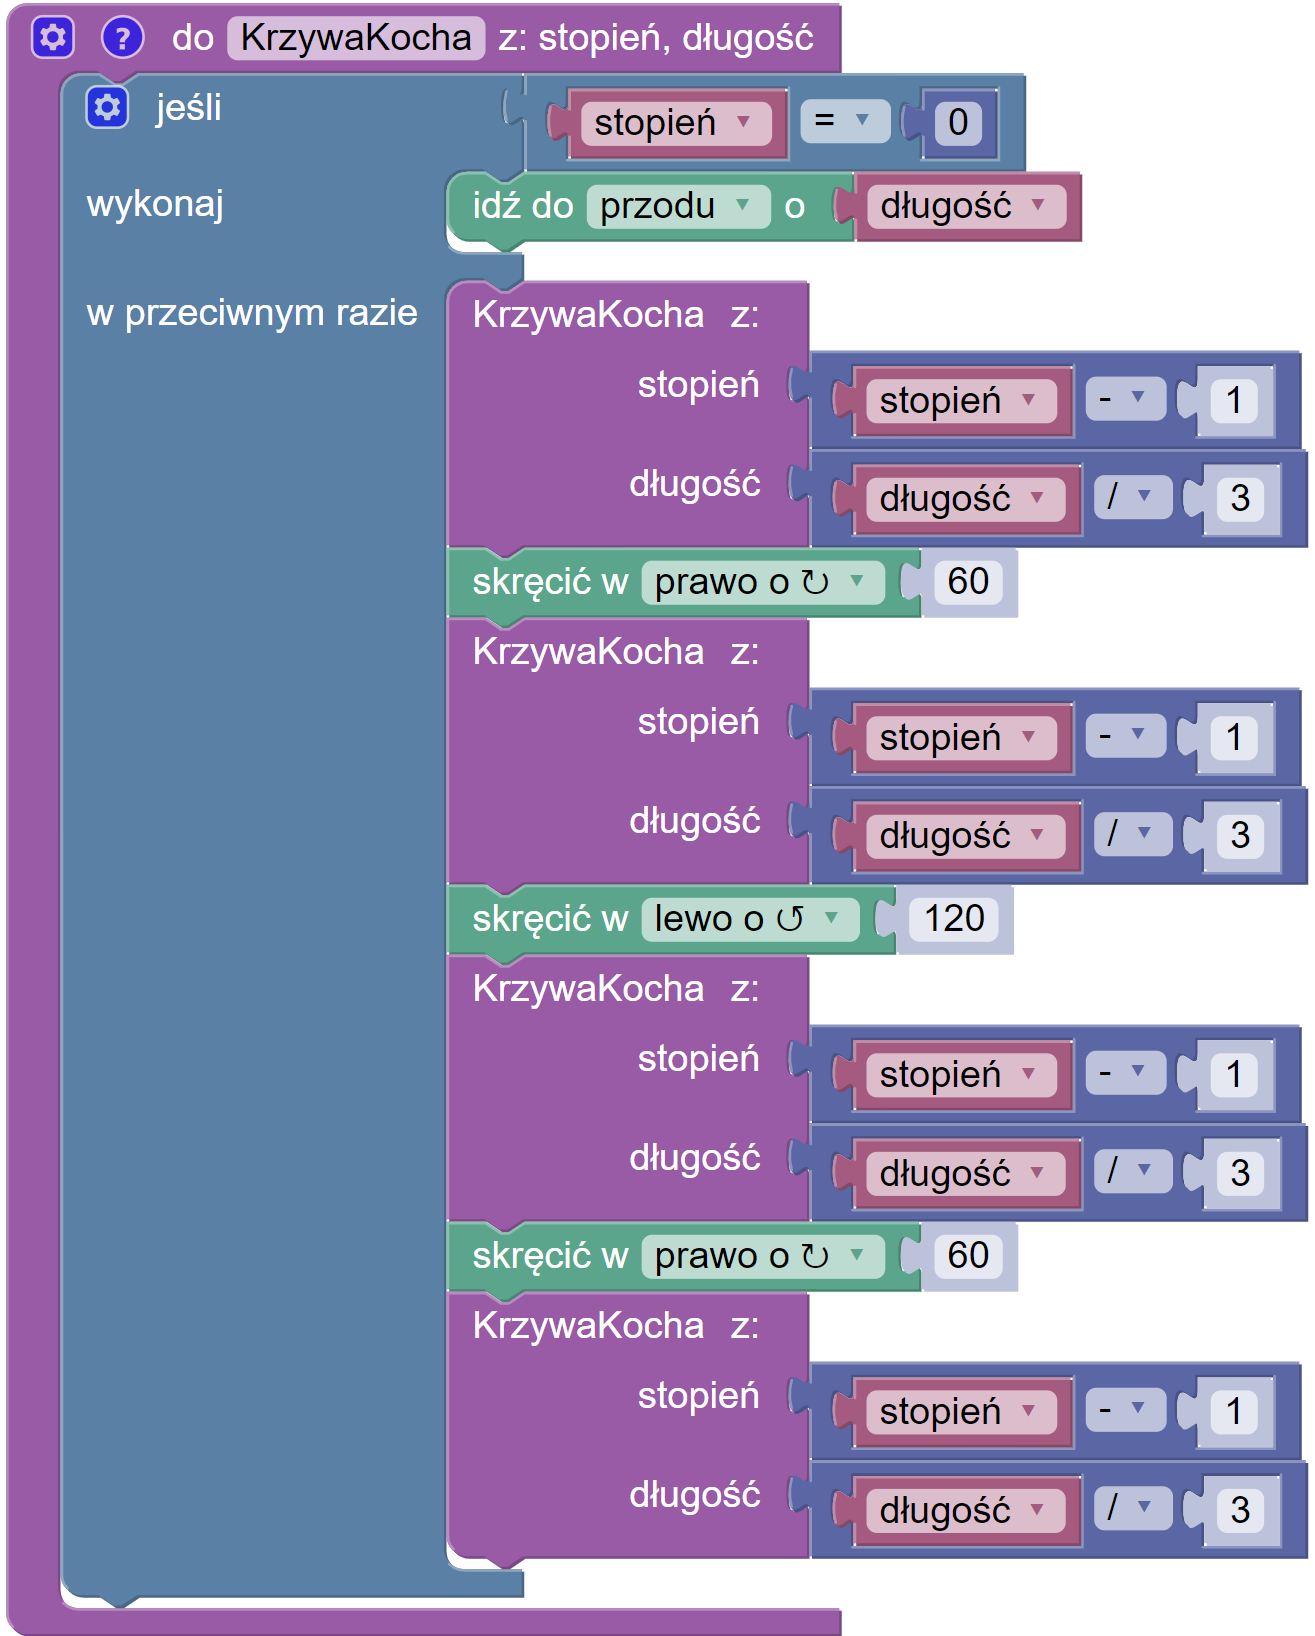 ? do KrzywaKocha z: stopień, długość
jeśli stopień ▼ = ▼ 0
wykonaj idź do przodu ▼ o długość ▼
w przeciwnym razie KrzywaKocha z:
stopień stopień ▼ - ▼ 1
długość długość ▼ / ▼ 3
skręcić w prawo o ↻ ▼ 60
KrzywaKocha z:
stopień stopień ▼ - ▼ 1
długość długość ▼ / ▼ 3
skręcić w lewo o ↺ ▼ 120
KrzywaKocha z:
stopień stopień ▼ - ▼ 1
długość długość ▼ / ▼ 3
skręcić w prawo o ↻ ▼ 60
KrzywaKocha z:
stopień stopień ▼ - ▼ 1
długość długość ▼ / ▼ 3